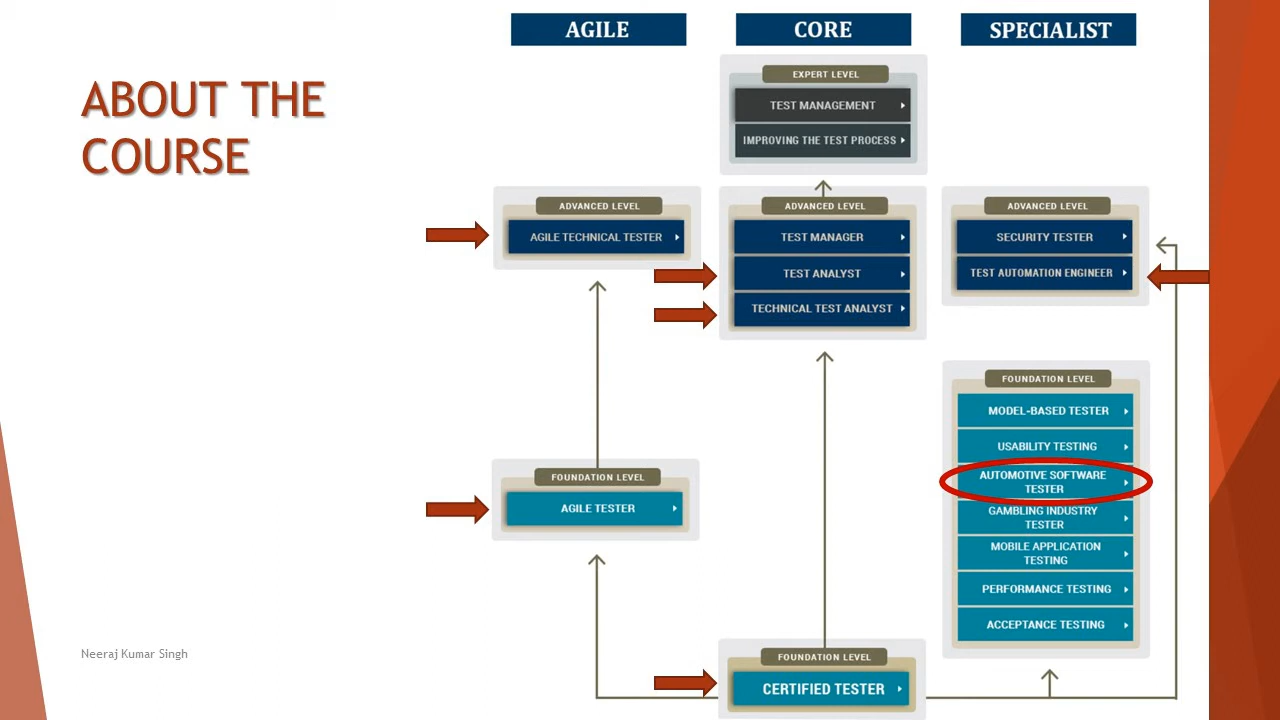 ABOUT THE
COURSE
AGILE
CORE
SPECIALIST
EXPERT LEVEL
TEST MANAGEMENT
IMPROVING THE TEST PROCESS
ADVANCED LEVEL
AGILE TECHNICAL TESTER
ADVANCED LEVEL
TEST MANAGER
TEST ANALYST
TECHNICAL TEST ANALYST
ADVANCED LEVEL
SECURITY TESTER
TEST AUTOMATION ENGINEER
FOUNDATION LEVEL
MODEL-BASED TESTER
USABILITY TESTING
AUTOMOTIVE SOFTWARE
TESTER
GAMBLING INDUSTRY
TESTER
MOBILE APPLICATION
TESTING
PERFORMANCE TESTING
ACCEPTANCE TESTING
FOUNDATION LEVEL
AGILE TESTER
FOUNDATION LEVEL
CERTIFIED TESTER
Neeraj Kumar Singh